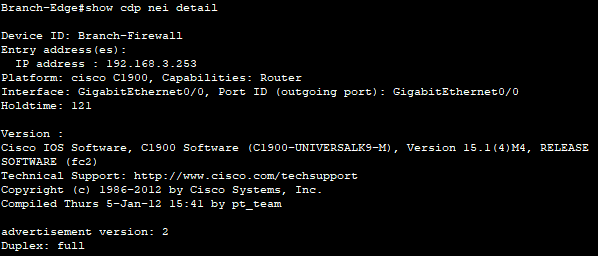 Branch-Edge#show cdp nei detail
Device ID: Branch-Firewall
Entry address(es):
IP address : 192.168.3.253
Platform: cisco C1900, Capabilities: Router
Interface: GigabitEthernet0/0, Port ID (outgoing port): GigabitEthernet0/0
Holdtime: 121
Version :
Cisco IOS Software, C1900 Software (C1900-UNIVERSALK9-M), Version 15.1(4)M4, RELEASE
SOFTWARE (fc2)
Technical Support: http://www.cisco.com/techsupport
Copyright (c) 1986-2012 by Cisco Systems, Inc.
Compiled Thurs 5-Jan-12 15:41 by pt_team
advertisement version: 2
Duplex: full